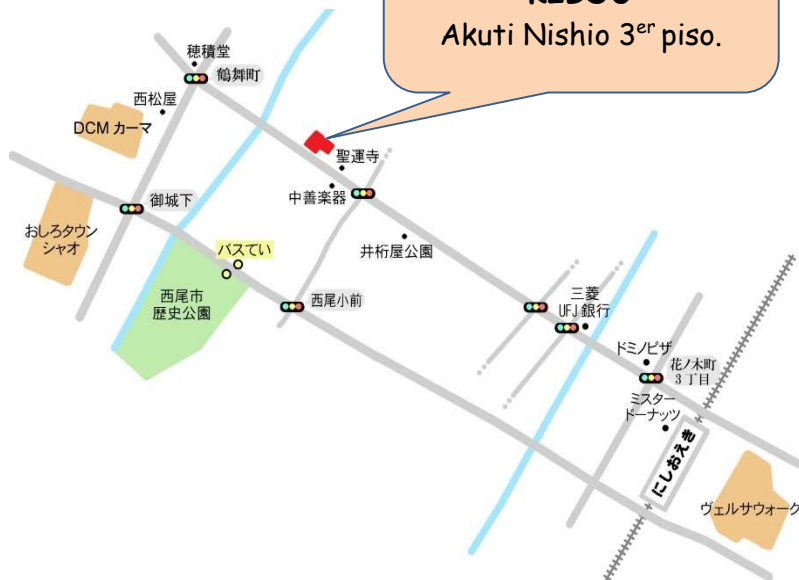 Akuti Nishio 3er piso.
穂積堂
鶴舞町
西松屋
DCM カーマ
聖運寺
中善楽器
御城下
おしろタウン
シャオ
バスてい
井桁屋公園
西尾市
歴史公園
西尾小前
三菱
UFJ 銀行
ドミノピザ
花ノ木町
3丁目
ミスター
ドーナッツ
にしおえき
ヴェルサウォーク